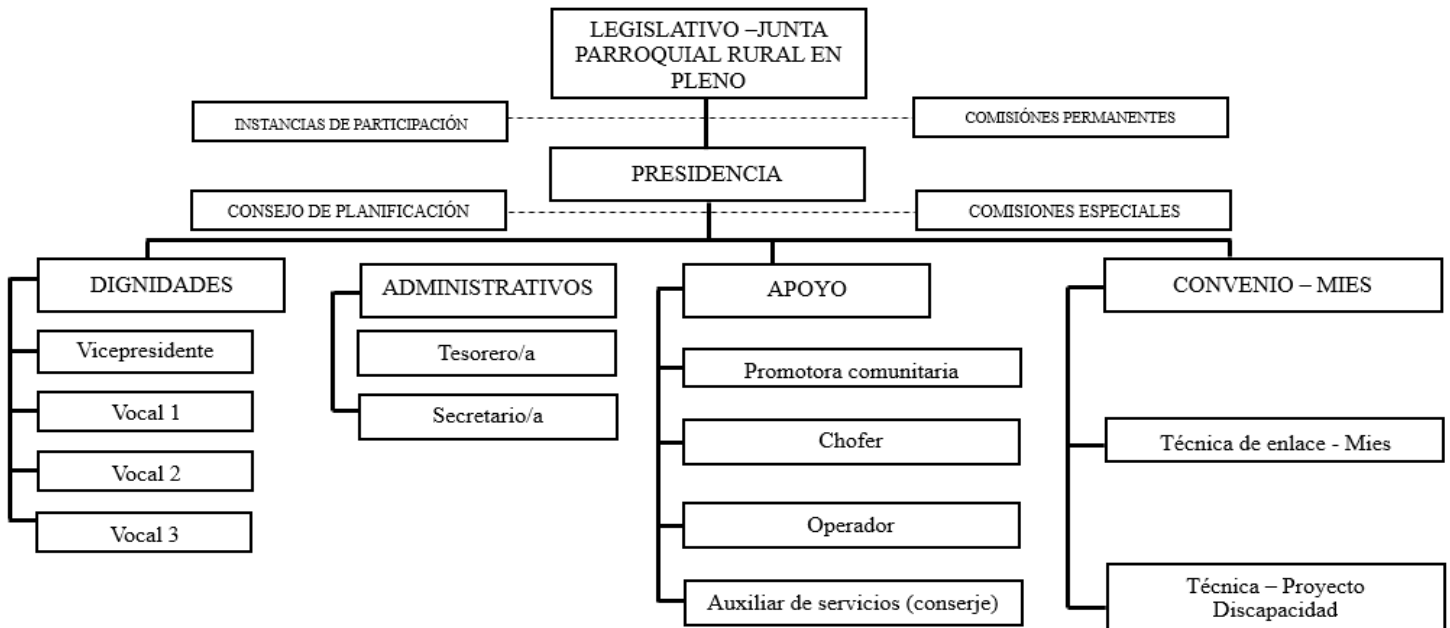 LEGISLATIVO –JUNTA
PARROQUIAL RURAL EN
PLENO
INSTANCIAS DE PARTICIPACIÓN
COMISIÓNES PERMANENTES
PRESIDENCIA
CONSEJO DE PLANIFICACIÓN
COMISIONES ESPECIALES
DIGNIDADES
Vicepresidente
Vocal 1
Vocal 2
Vocal 3
ADMINISTRATIVOS
Tesorero/a
Secretario/a
APOYO
Promotora comunitaria
Chofer
Operador
Auxiliar de servicios (conserje)
CONVENIO – MIES
Técnica de enlace - Mies
Técnica – Proyecto
Discapacidad